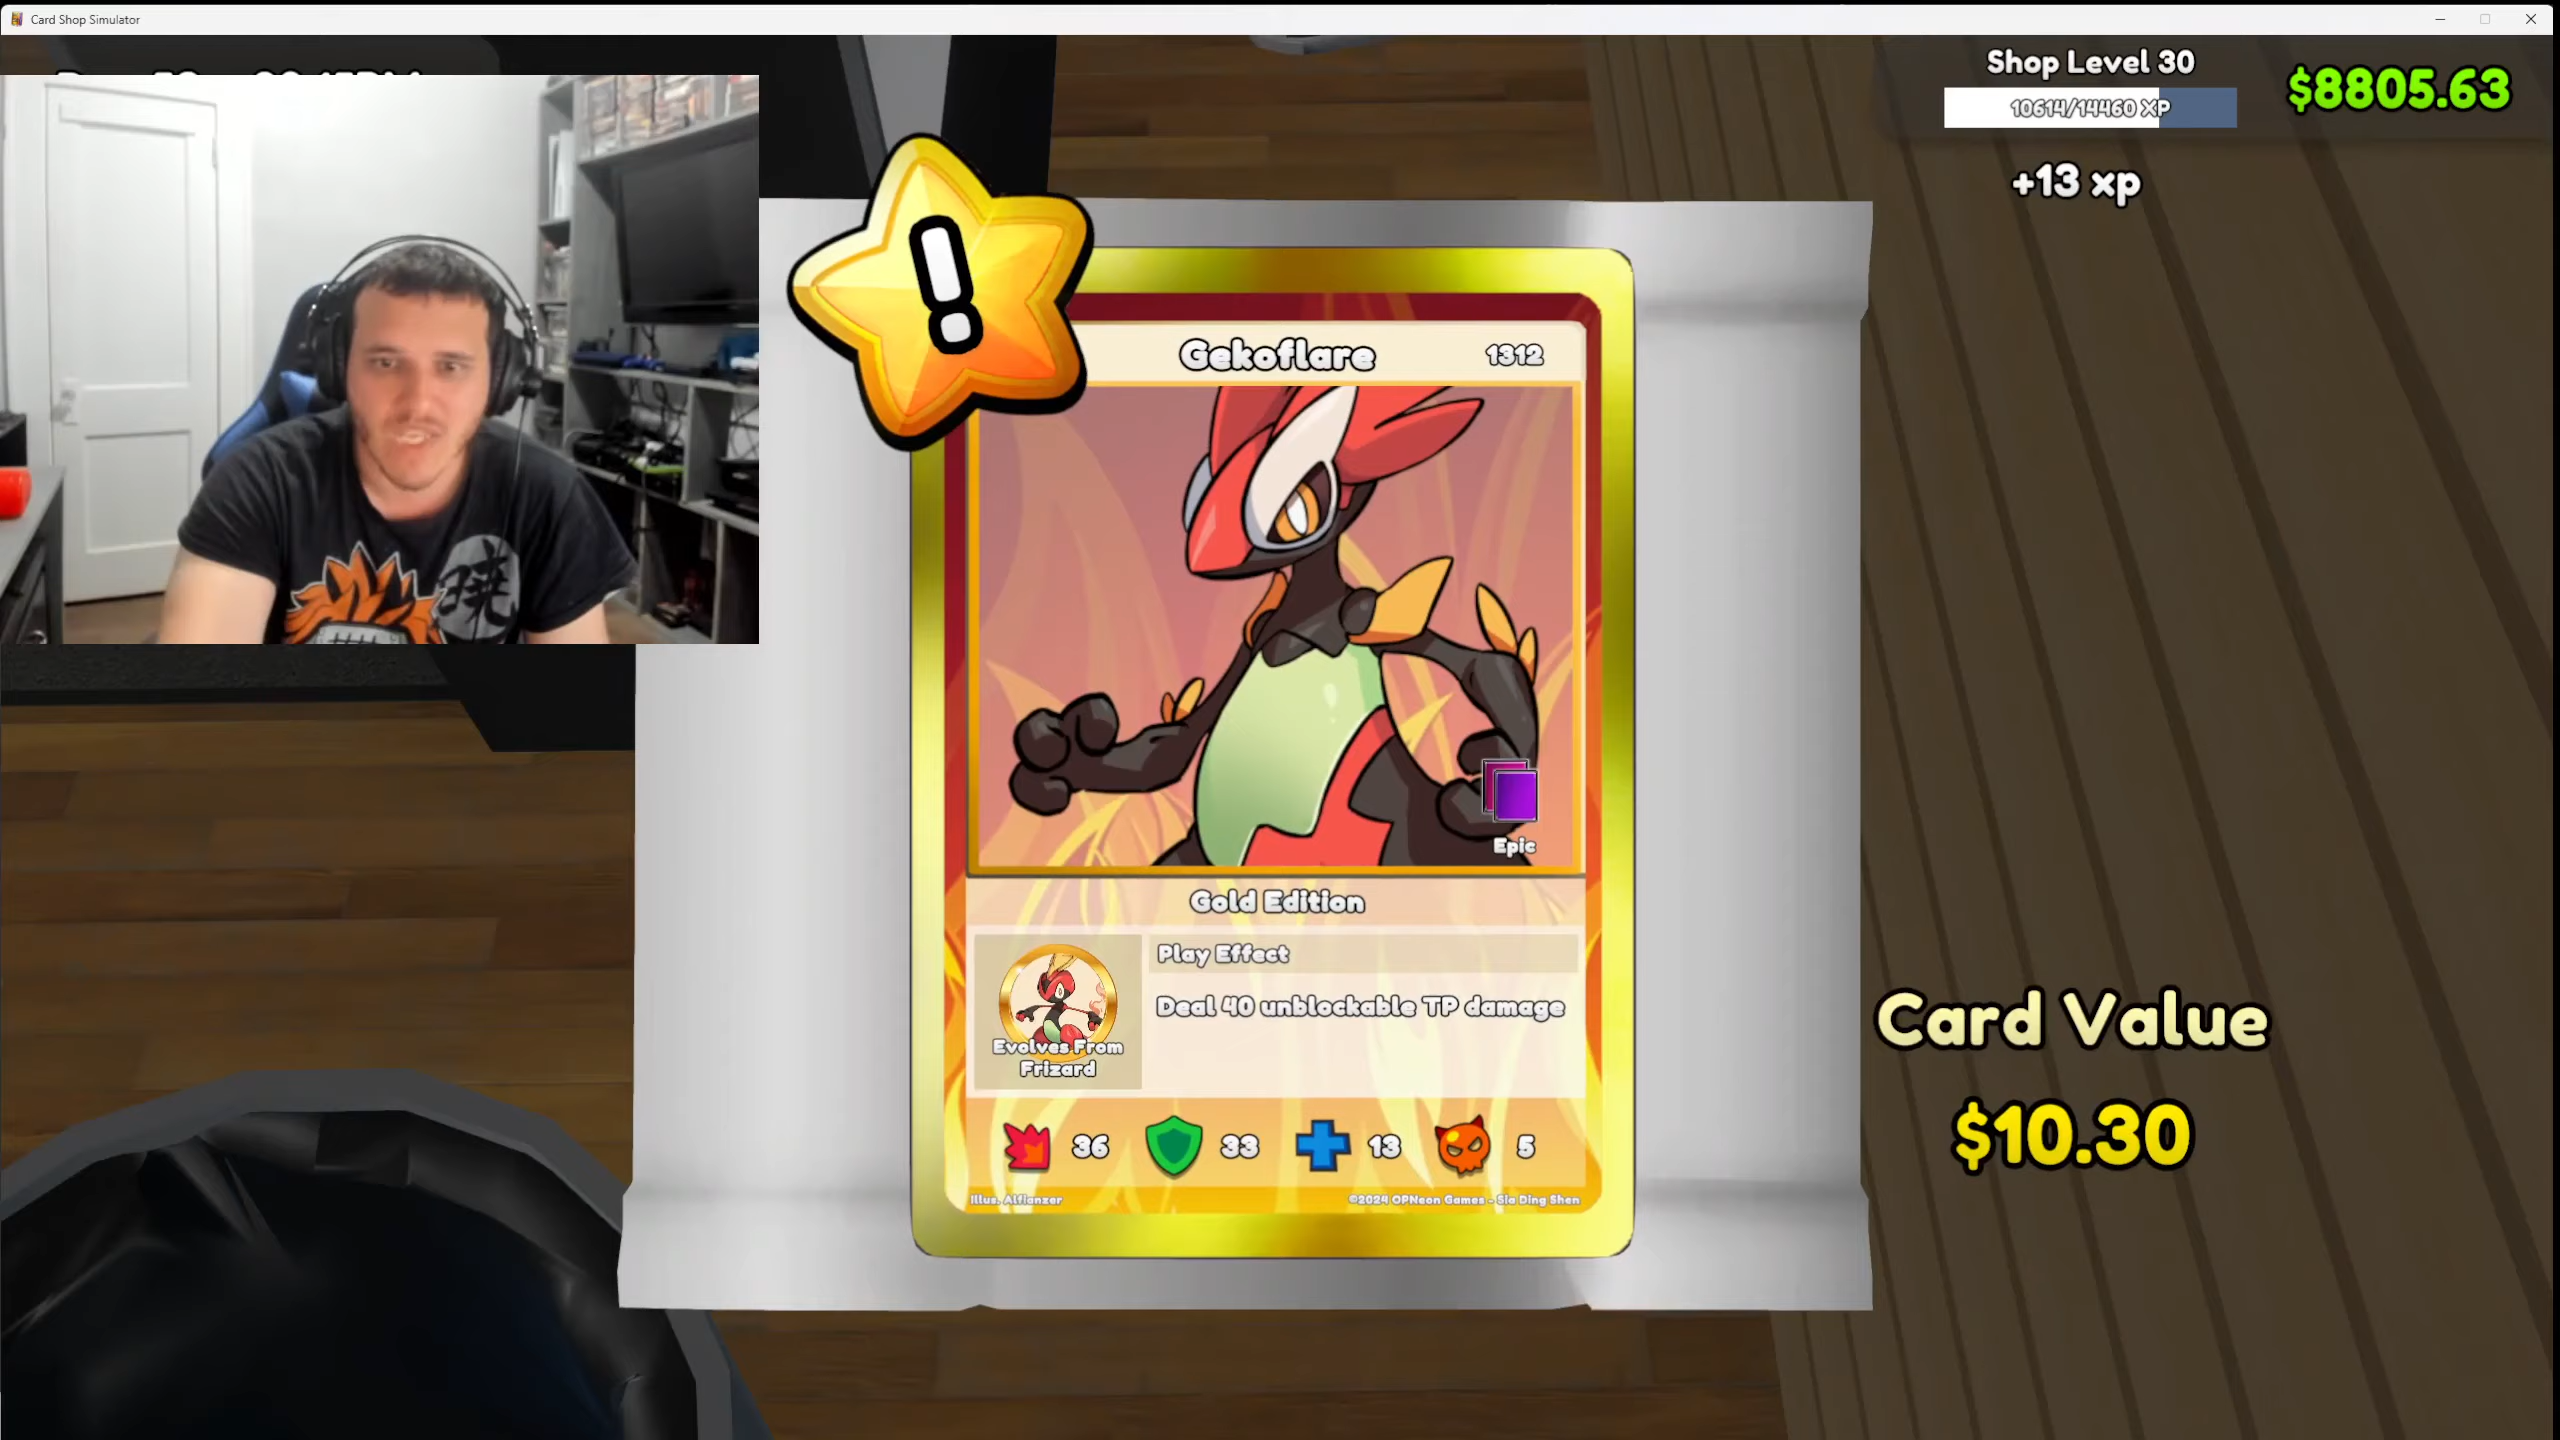 Card Shop Simulator
Shop Level 30
$8805.63
10614/14460 XP
+13 xp
Gekoflare
1312
暁
Epic
Gold Edition
Play Effect
Deal 40 unblockable TP damage
Evolves From
Frizard
36
33
13
5
Illus. Alfianzer
©2024 OPNeon Games - Sia Ding Shen
Card Value
$10.30